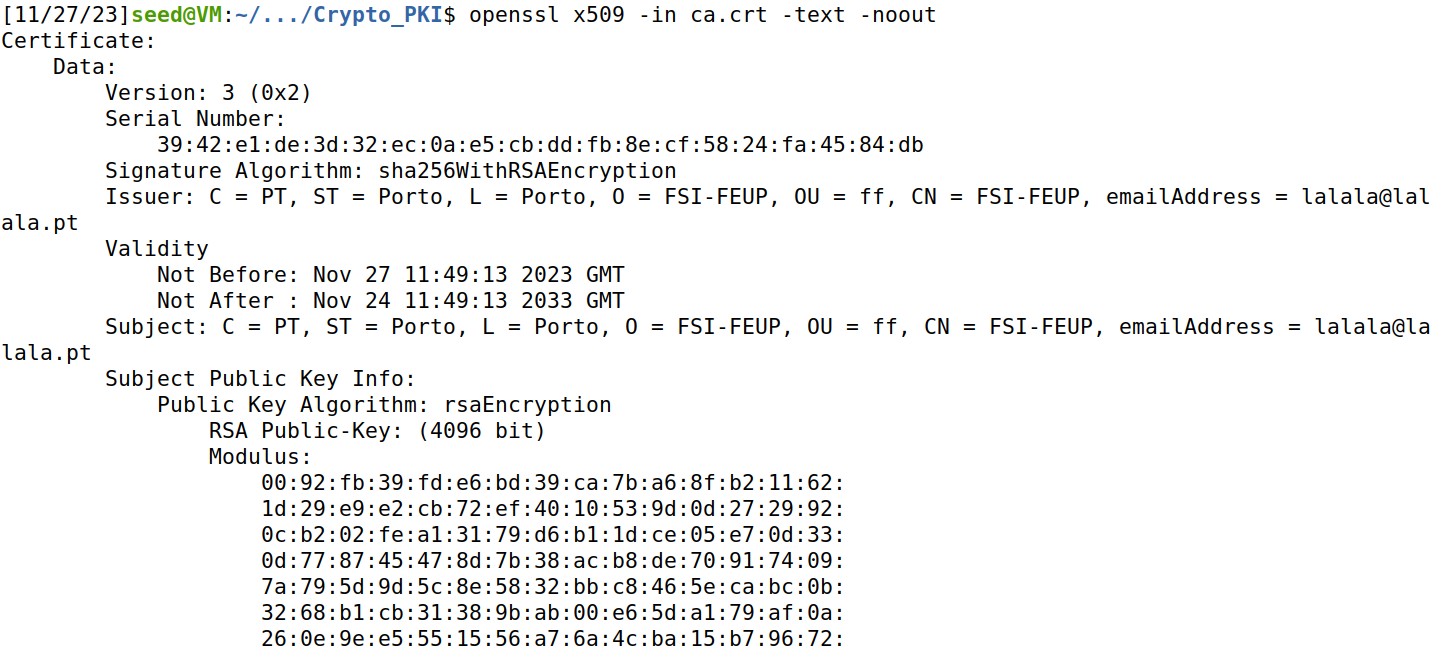 [11/27/23]seed@VM:~/.../Crypto_PKI$ openssl x509 -in ca.crt -text -noout
Certificate:
    Data:
        Version: 3 (0x2)
        Serial Number:
            39:42:e1:de:3d:32:ec:0a:e5:cb:dd:fb:8e:cf:58:24:fa:45:84:db
        Signature Algorithm: sha256WithRSAEncryption
        Issuer: C = PT, ST = Porto, L = Porto, O = FSI-FEUP, OU = ff, CN = FSI-FEUP, emailAddress = lalala@lal
ala.pt
        Validity
            Not Before: Nov 27 11:49:13 2023 GMT
            Not After : Nov 24 11:49:13 2033 GMT
        Subject: C = PT, ST = Porto, L = Porto, O = FSI-FEUP, OU = ff, CN = FSI-FEUP, emailAddress = lalala@la
lala.pt
        Subject Public Key Info:
            Public Key Algorithm: rsaEncryption
                RSA Public-Key: (4096 bit)
                Modulus:
                    00:92:fb:39:fd:e6:bd:39:ca:7b:a6:8f:b2:11:62:
                    1d:29:e9:e2:cb:72:ef:40:10:53:9d:0d:27:29:92:
                    0c:b2:02:fe:a1:31:79:d6:b1:1d:ce:05:e7:0d:33:
                    0d:77:87:45:47:8d:7b:38:ac:b8:de:70:91:74:09:
                    7a:79:5d:9d:5c:8e:58:32:bb:c8:46:5e:ca:bc:0b:
                    32:68:b1:cb:31:38:9b:ab:00:e6:5d:a1:79:af:0a:
                    26:0e:9e:e5:55:15:56:a7:6a:4c:ba:15:b7:96:72: